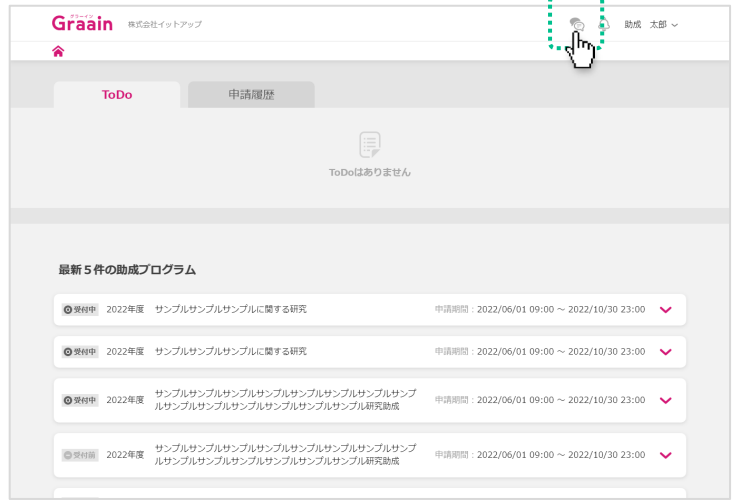 グラーイン
Graain 株式会社イットアップ 助成 太郎
ToDo 申請履歴
ToDoはありません
最新５件の助成プログラム
受付中 2022年度 サンプルサンプルサンプルに関する研究 申請期間：2022/06/01 09:00 ～ 2022/10/30 23:00
受付中 2022年度 サンプルサンプルサンプルに関する研究 申請期間：2022/06/01 09:00 ～ 2022/10/30 23:00
受付中 2022年度 サンプルサンプルサンプルサンプルサンプルサンプルサンプルサンプ
ルサンプルサンプルサンプルサンプルサンプルサンプル研究助成 申請期間：2022/06/01 09:00 ～ 2022/10/30 23:00
受付前 2022年度 サンプルサンプルサンプルサンプルサンプルサンプルサンプルサンプ
ルサンプルサンプルサンプルサンプルサンプルサンプル研究助成 申請期間：2022/06/01 09:00 ～ 2022/10/30 23:00